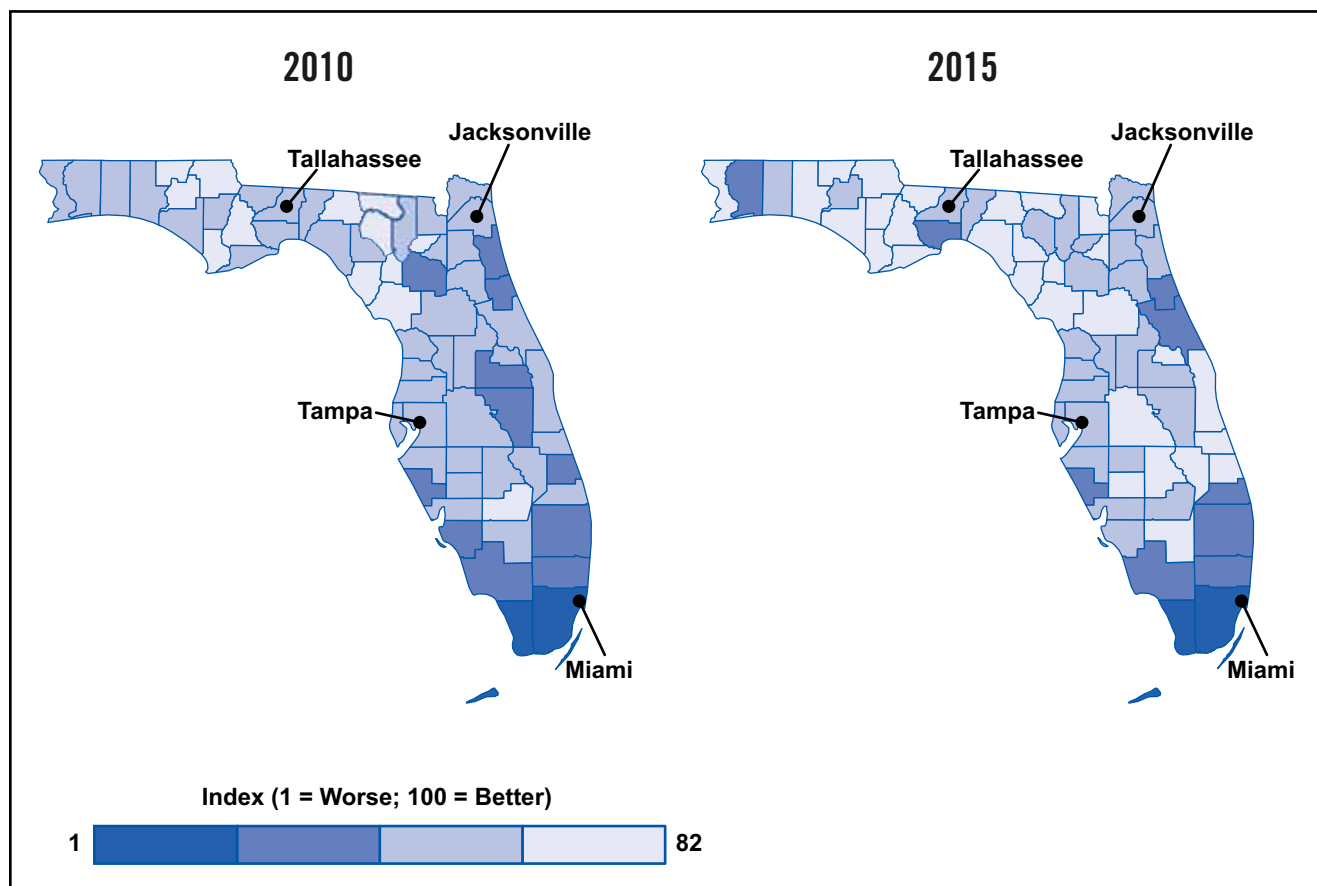 2010
2015
Jacksonville
Tallahassee
Tampa
Miami
Jacksonville
Tallahassee
Tampa
Miami
Index (1 = Worse; 100 = Better)
1
82